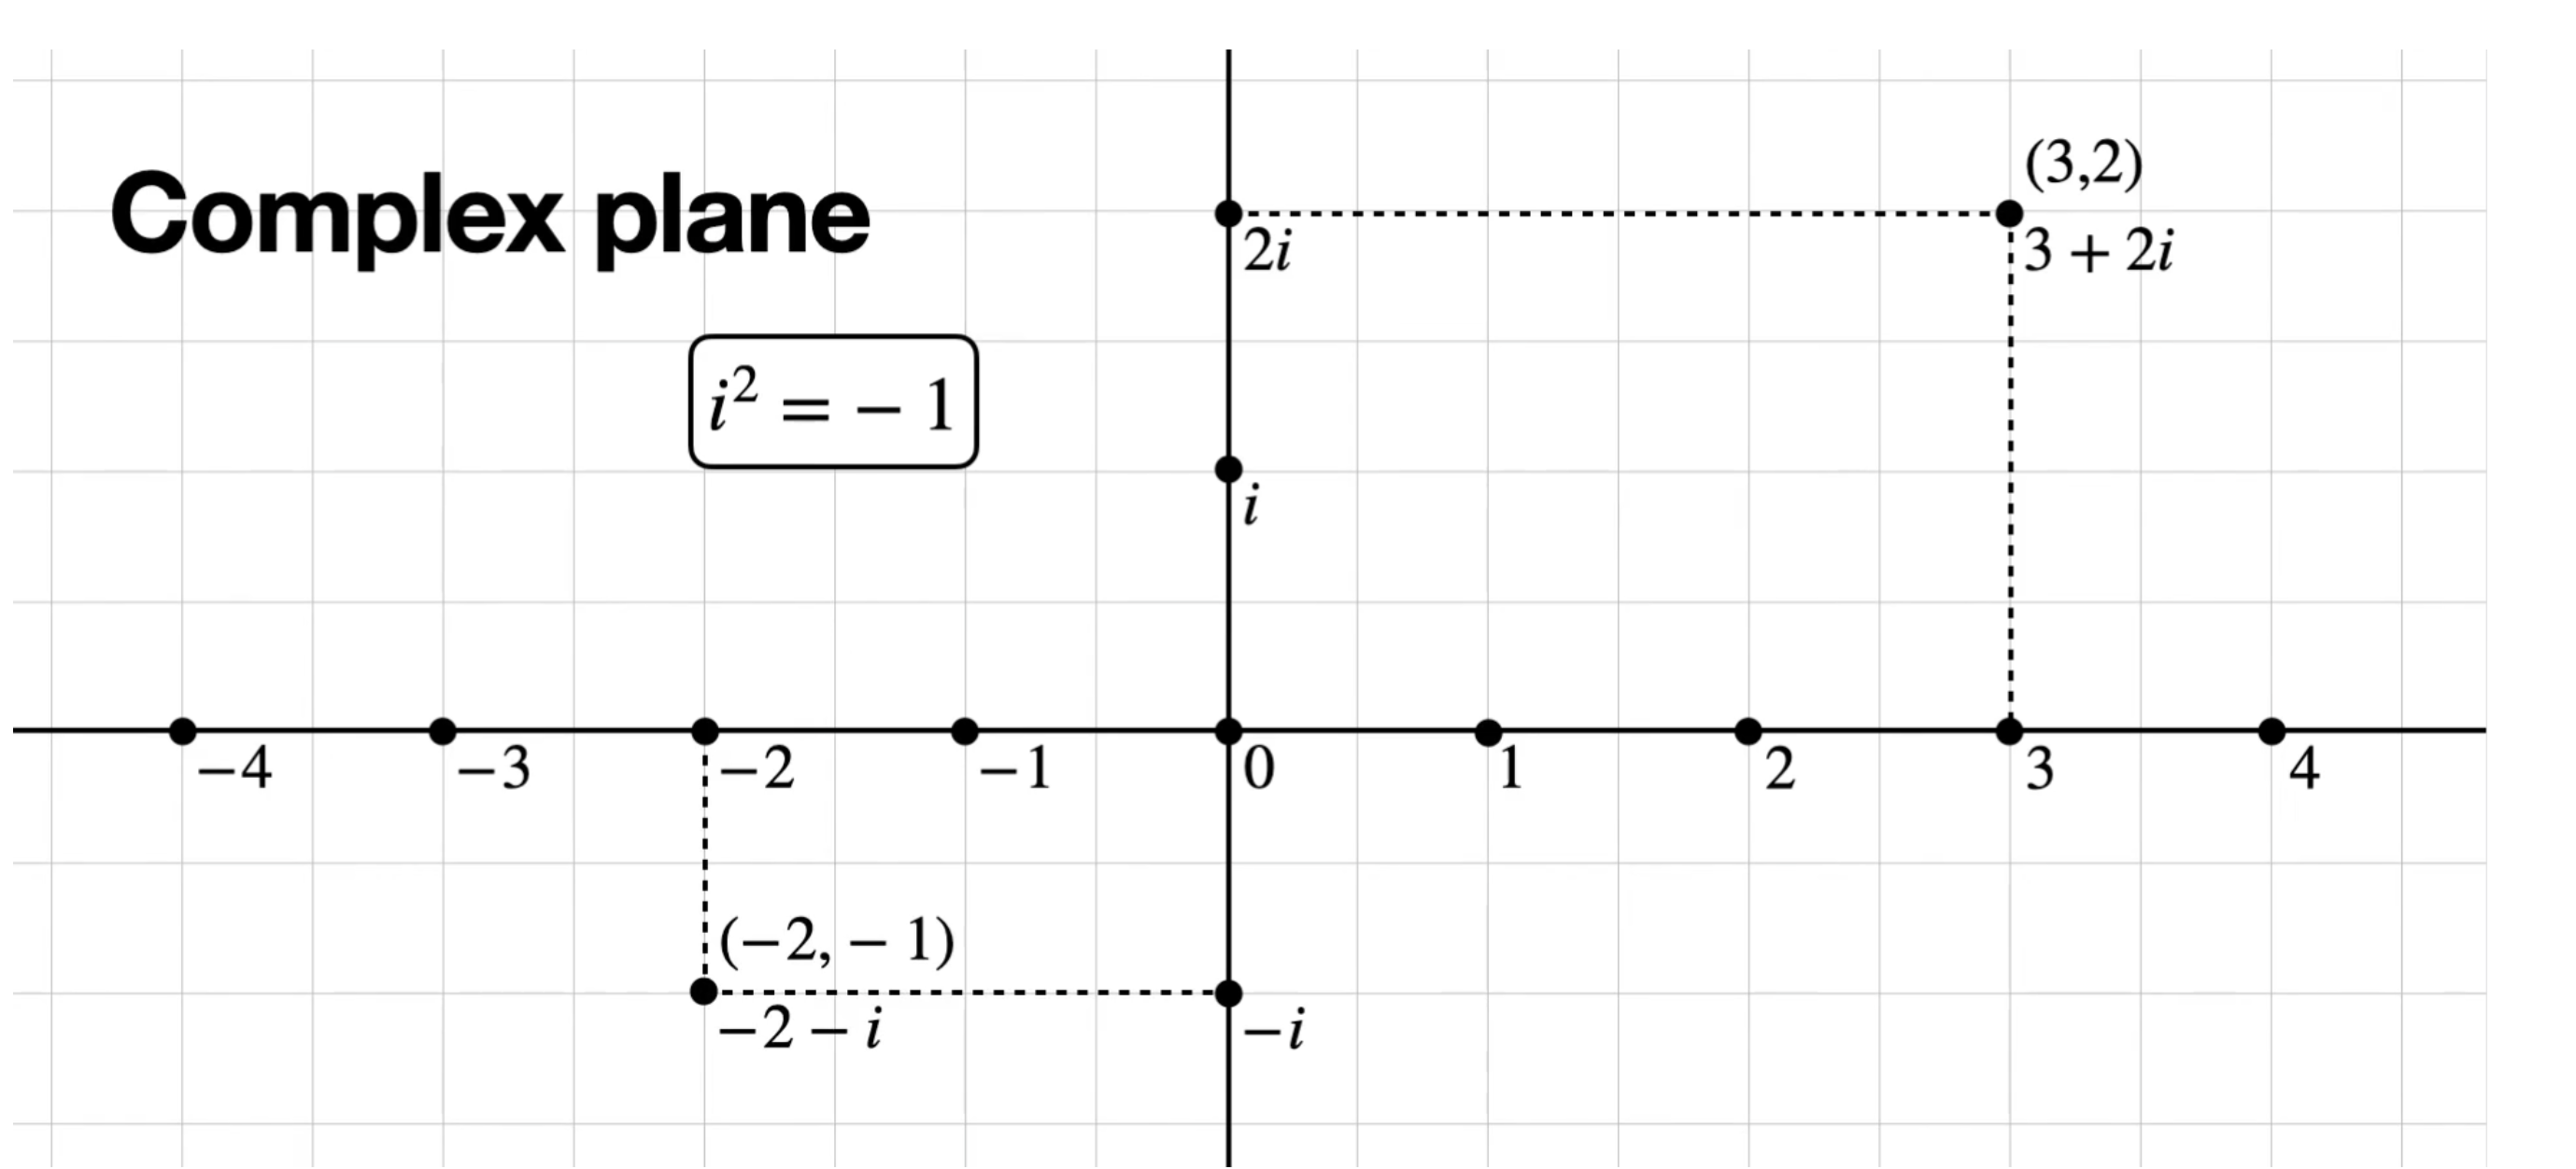 Complex plane
(3,2)
2i
3 + 2i
i² = − 1
i
−4 −3 −2 −1 0 1 2 3 4
(−2, − 1)
−2 − i
−i